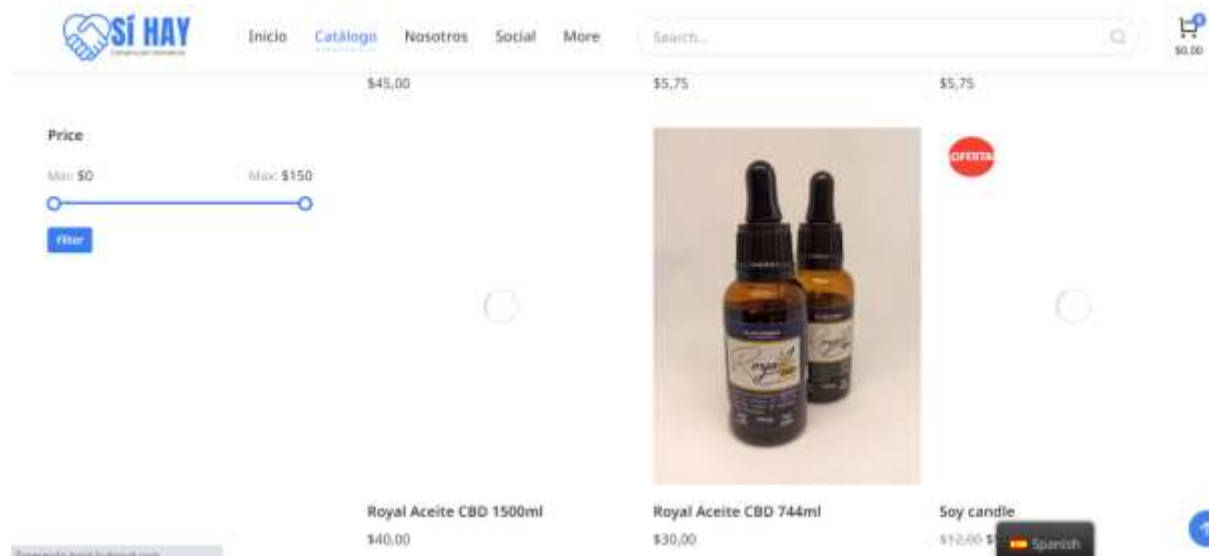 SÍ HAY
Inicio Catálogo Nosotros Social More
Search...
$0.00
$45,00 $5,75 $5,75
Price
Min: $0 Max: $150
Filter
¡OFERTA!
Royal
Royal Aceite CBD 1500ml
$40,00
Royal Aceite CBD 744ml
$30,00
Soy candle
$12,00
Spanish